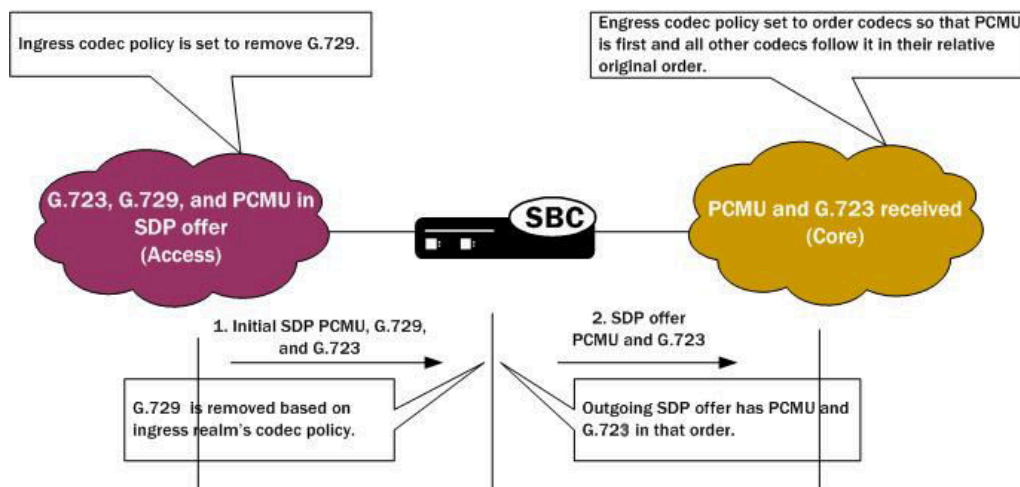 Ingress codec policy is set to remove G.729.
Engress codec policy set to order codecs so that PCMU
is first and all other codecs follow it in their relative
original order.
G.723, G.729, and PCMU in
SDP offer
(Access)
SBC
PCMU and G.723 received
(Core)
1. Initial SDP PCMU, G.729,
and G.723
2. SDP offer
PCMU and G.723
G.729 is removed based on
ingress realm's codec policy.
Outgoing SDP offer has PCMU and
G.723 in that order.